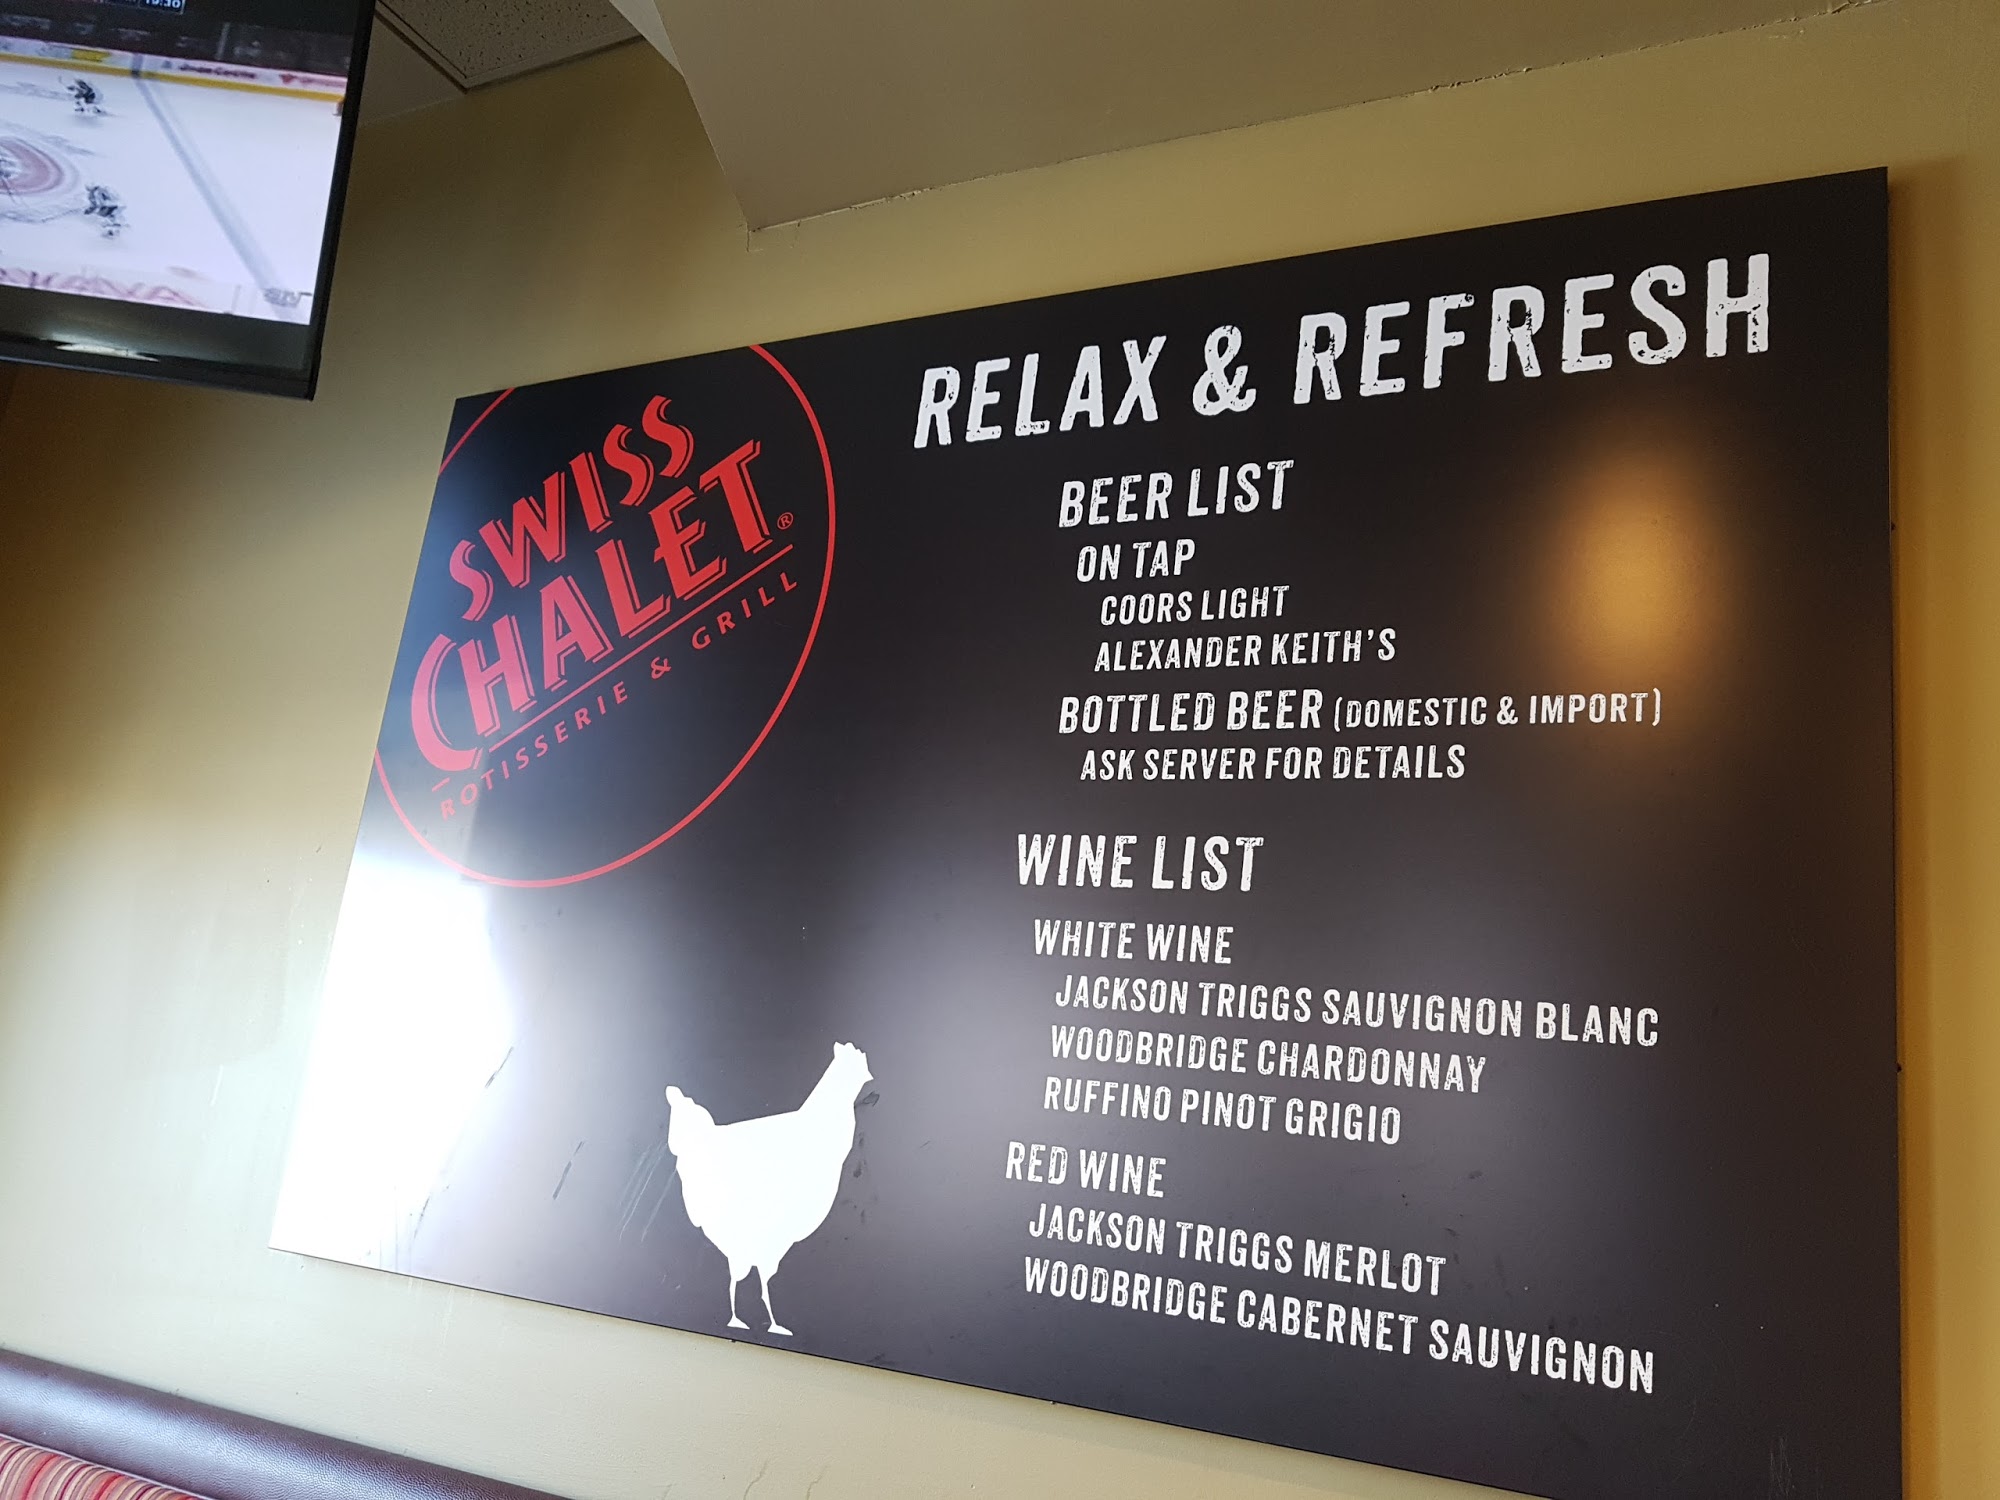 SWISS
CHALET®
ROTISSERIE & GRILL
RELAX & REFRESH
BEER LIST
ON TAP
COORS LIGHT
ALEXANDER KEITH'S
BOTTLED BEER (DOMESTIC & IMPORT)
ASK SERVER FOR DETAILS
WINE LIST
WHITE WINE
JACKSON TRIGGS SAUVIGNON BLANC
WOODBRIDGE CHARDONNAY
RUFFINO PINOT GRIGIO
RED WINE
JACKSON TRIGGS MERLOT
WOODBRIDGE CABERNET SAUVIGNON